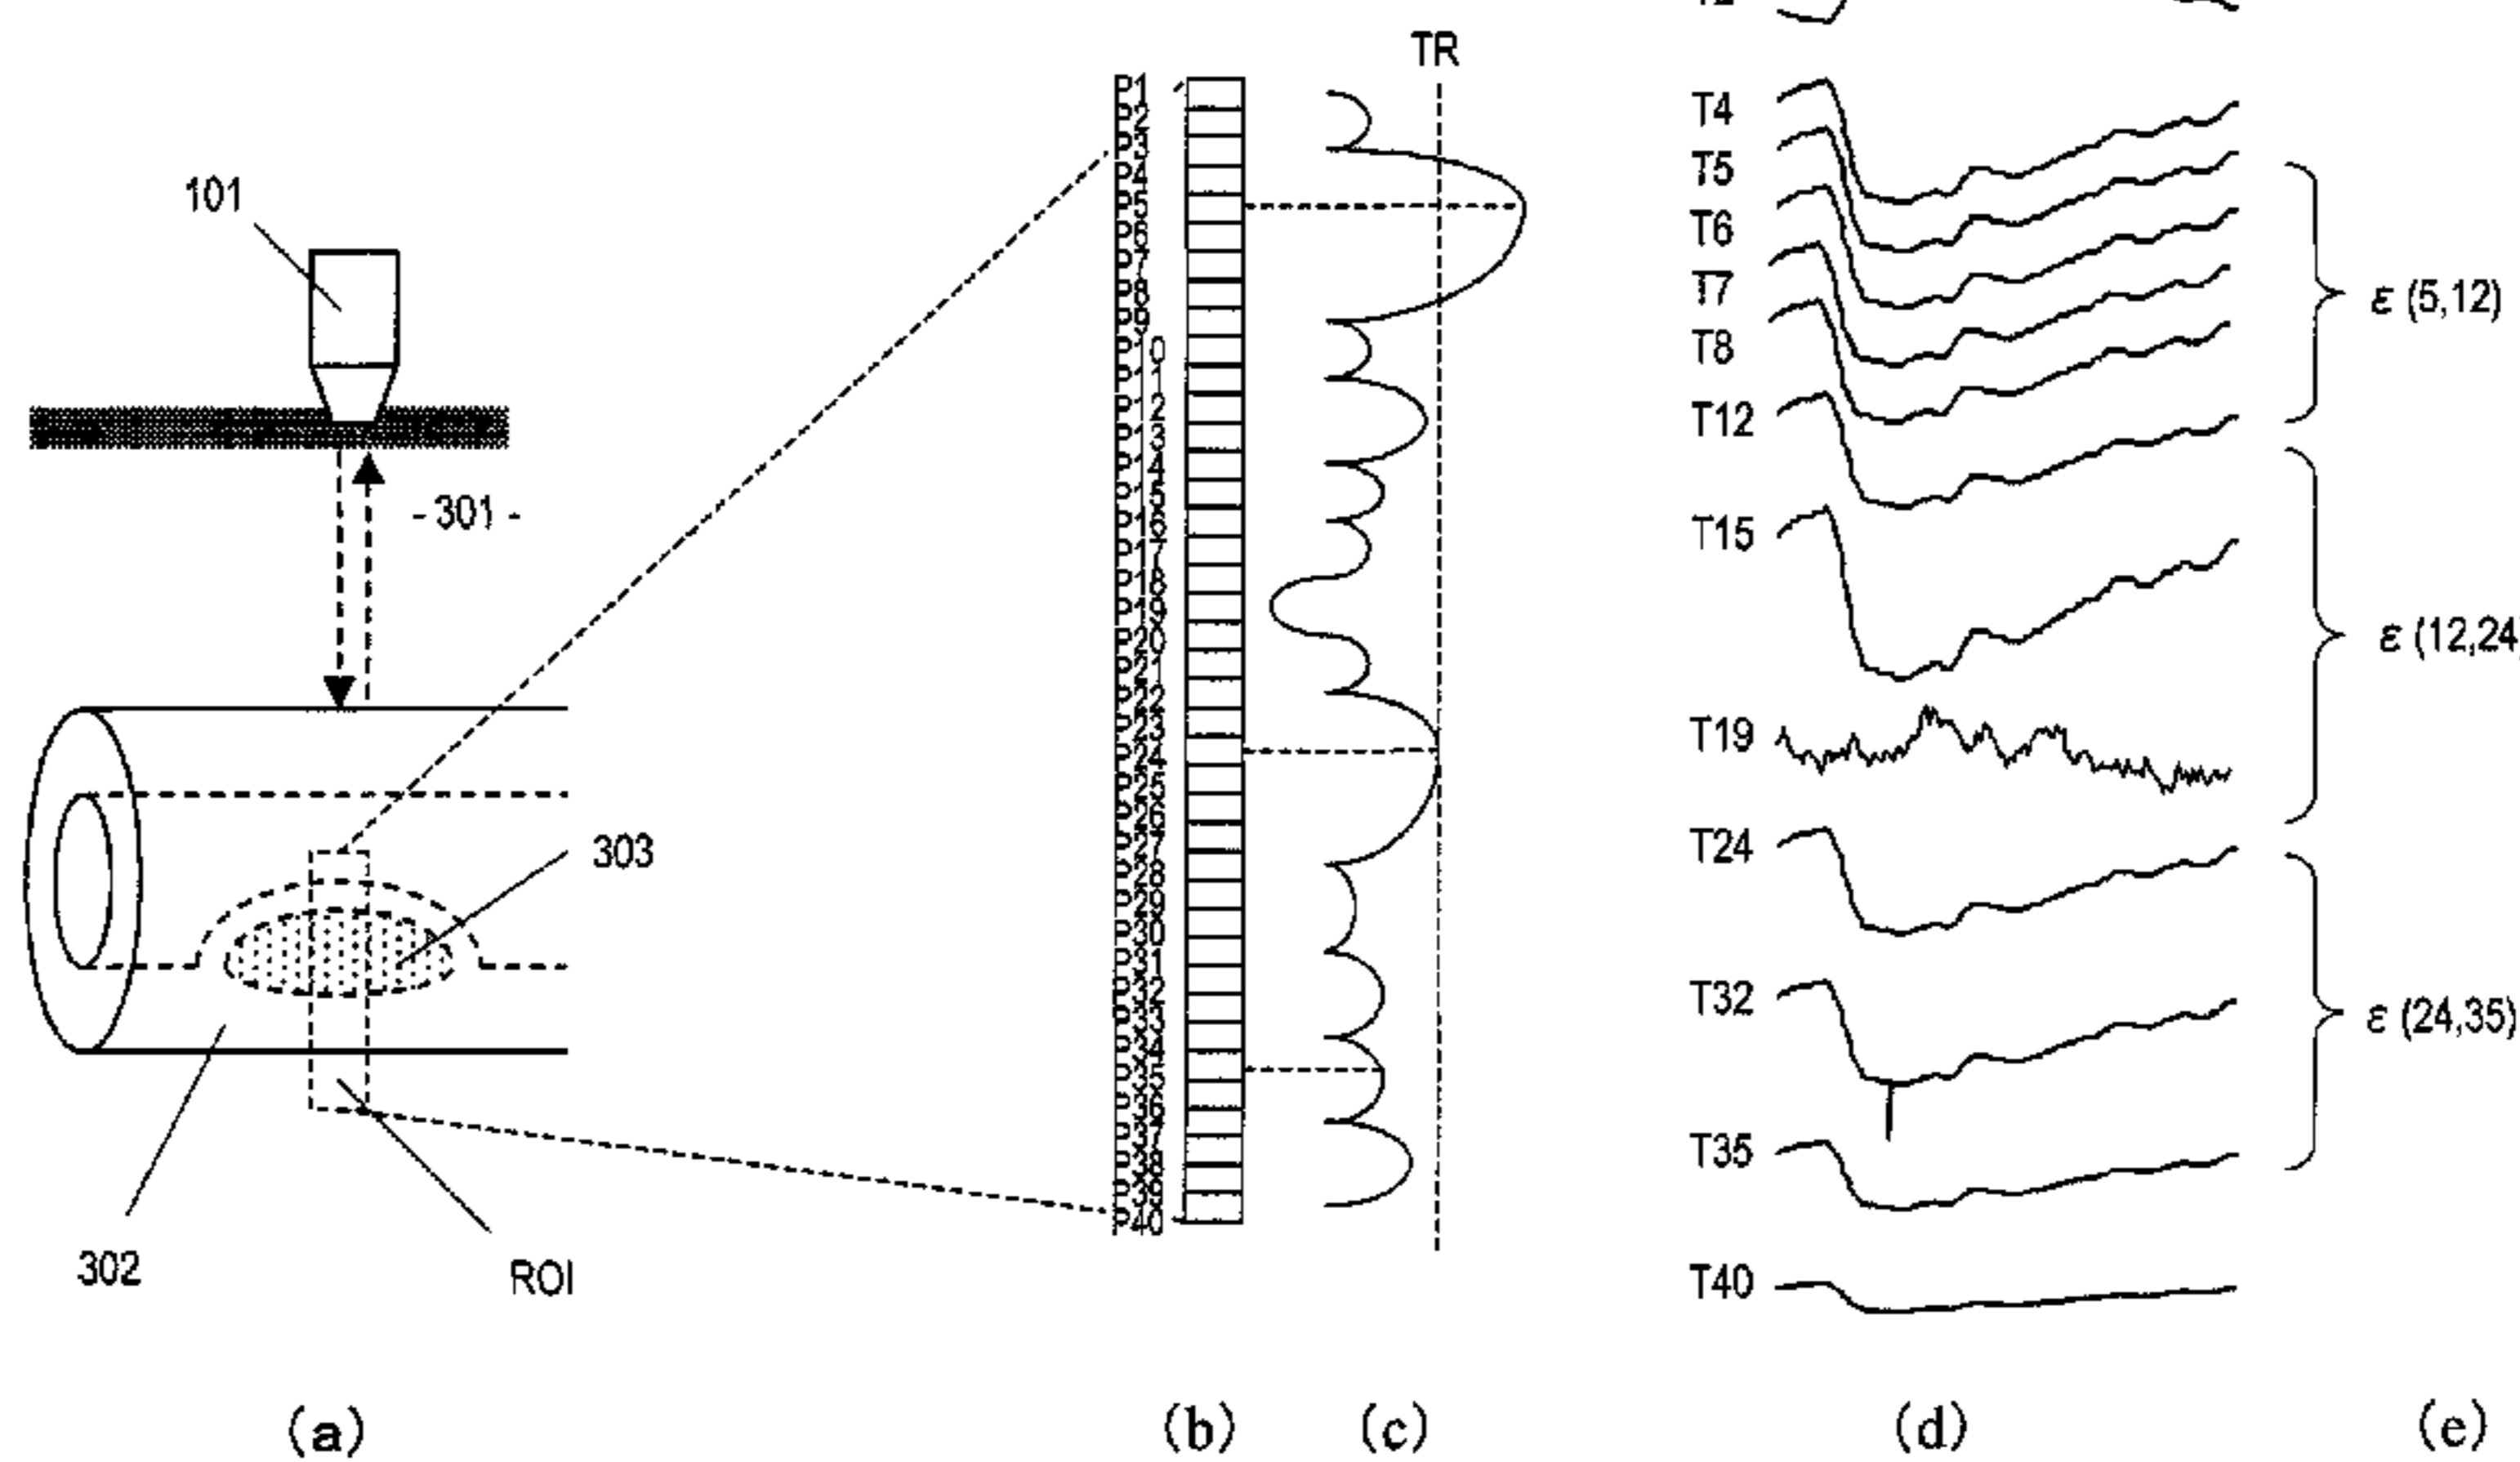 TR
101
- 301 -
303
302
ROI
P1
P2
P3
P4
P5
P6
P7
P8
P9
P10
P11
P12
P13
P14
P15
P16
P17
P18
P19
P20
P21
P22
P23
P24
P25
P26
P27
P28
P29
P30
P31
P32
P33
P34
P35
P36
P37
P38
P39
P40
T4
T5
T6
T7
T8
T12
T15
T19
T24
T32
T35
T40
ε (5,12)
ε (12,24
ε (24,35)
(a) (b) (c) (d) (e)